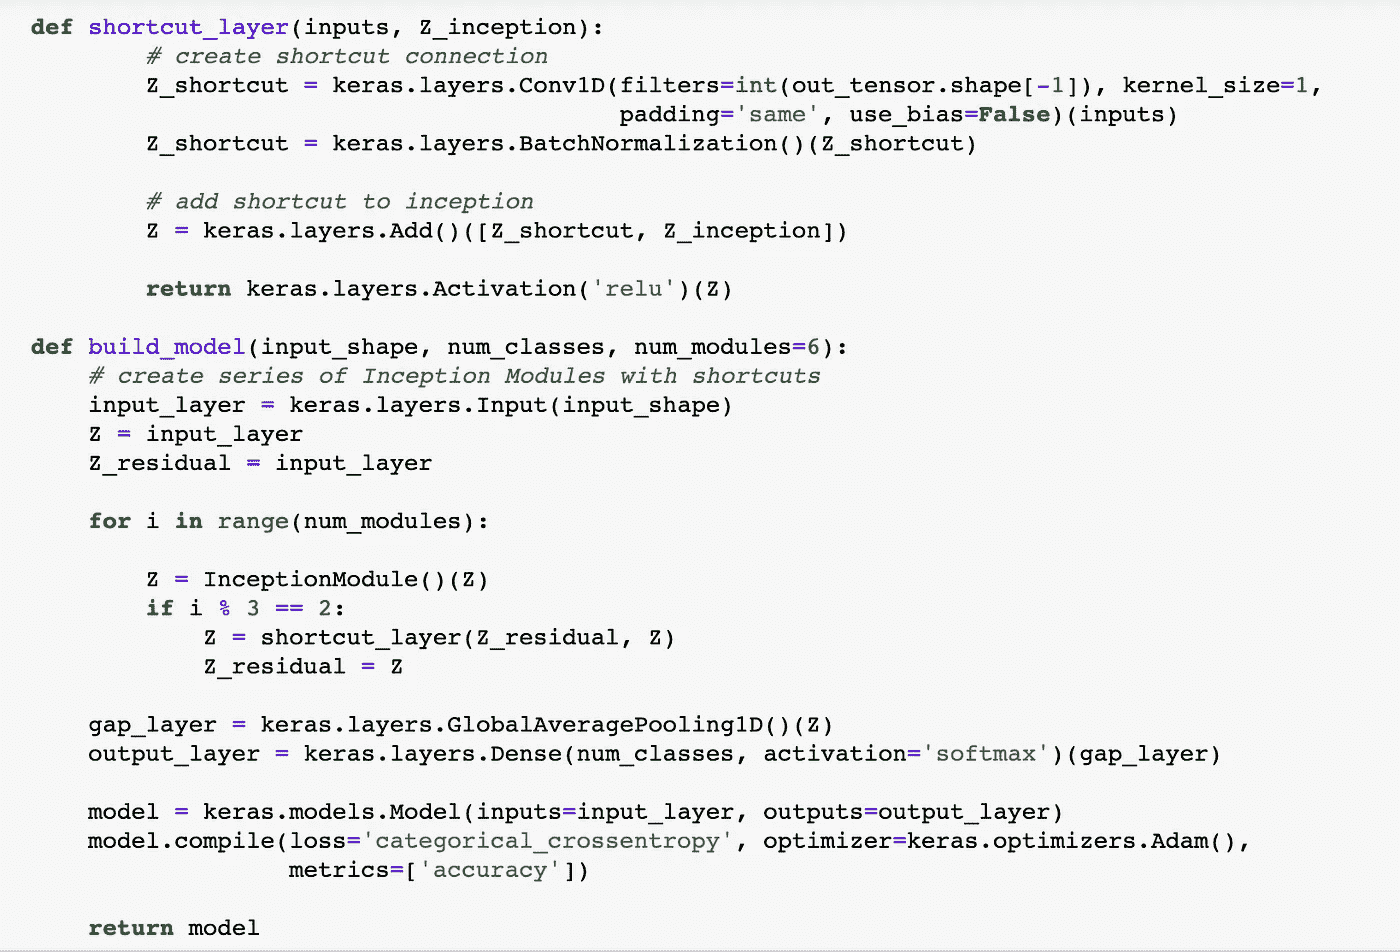 def shortcut_layer(inputs, Z_inception):
        # create shortcut connection
        Z_shortcut = keras.layers.Conv1D(filters=int(out_tensor.shape[-1]), kernel_size=1,
                                         padding='same', use_bias=False)(inputs)
        Z_shortcut = keras.layers.BatchNormalization()(Z_shortcut)
        # add shortcut to inception
        Z = keras.layers.Add()([Z_shortcut, Z_inception])
        return keras.layers.Activation('relu')(Z)
def build_model(input_shape, num_classes, num_modules=6):
    # create series of Inception Modules with shortcuts
    input_layer = keras.layers.Input(input_shape)
    Z = input_layer
    Z_residual = input_layer
    for i in range(num_modules):
        Z = InceptionModule()(Z)
        if i % 3 == 2:
            Z = shortcut_layer(Z_residual, Z)
            Z_residual = Z
    gap_layer = keras.layers.GlobalAveragePooling1D()(Z)
    output_layer = keras.layers.Dense(num_classes, activation='softmax')(gap_layer)
    model = keras.models.Model(inputs=input_layer, outputs=output_layer)
    model.compile(loss='categorical_crossentropy', optimizer=keras.optimizers.Adam(),
                  metrics=['accuracy'])
    return model